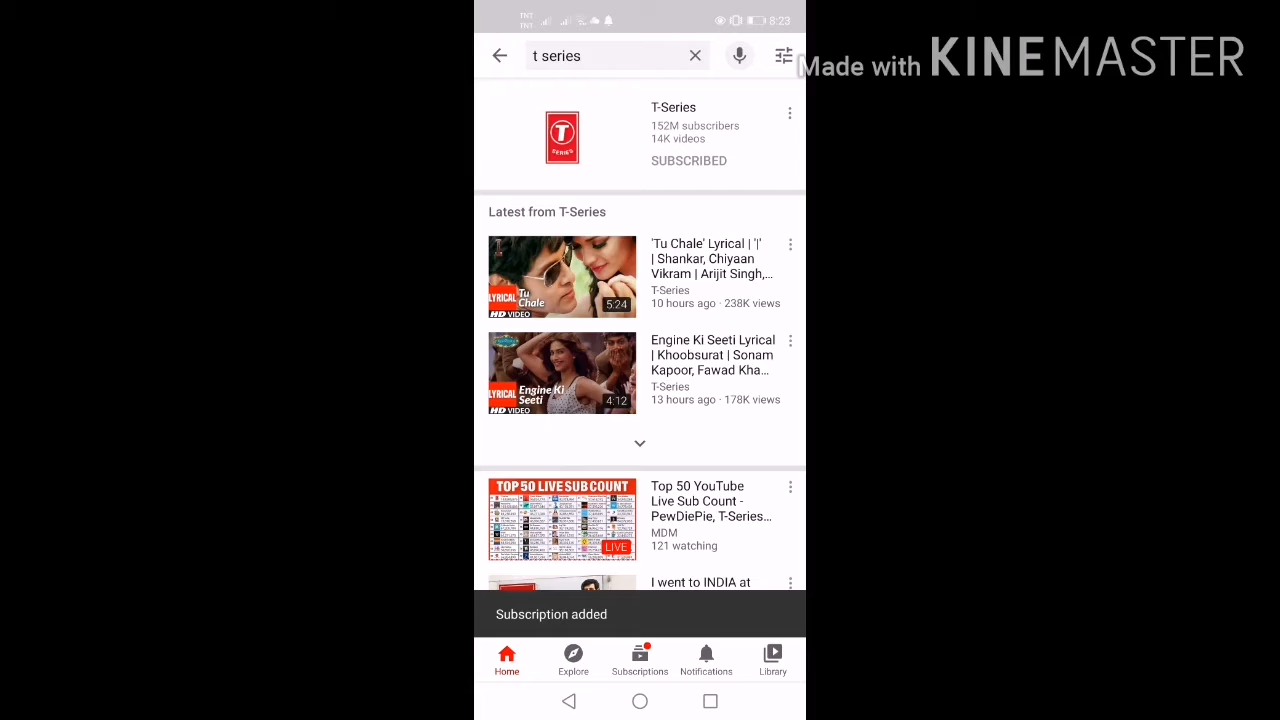 TNT
TNT
8:23
t series
Made with KINEMASTER
T-Series
152M subscribers
14K videos
SUBSCRIBED
T
SERIES
Latest from T-Series
'Tu Chale' Lyrical | '|'
| Shankar, Chiyaan
Vikram | Arijit Singh,...
T-Series
10 hours ago · 238K views
LYRICAL
Tu
Chale
HD VIDEO
5:24
Engine Ki Seeti Lyrical
| Khoobsurat | Sonam
Kapoor, Fawad Kha...
T-Series
13 hours ago · 178K views
LYRICAL
Engine Ki
Seeti
HD VIDEO
4:12
TOP 50 LIVE SUB COUNT
LIVE
Top 50 YouTube
Live Sub Count -
PewDiePie, T-Series...
MDM
121 watching
I went to INDIA at
Subscription added
Home
Explore
Subscriptions
Notifications
Library